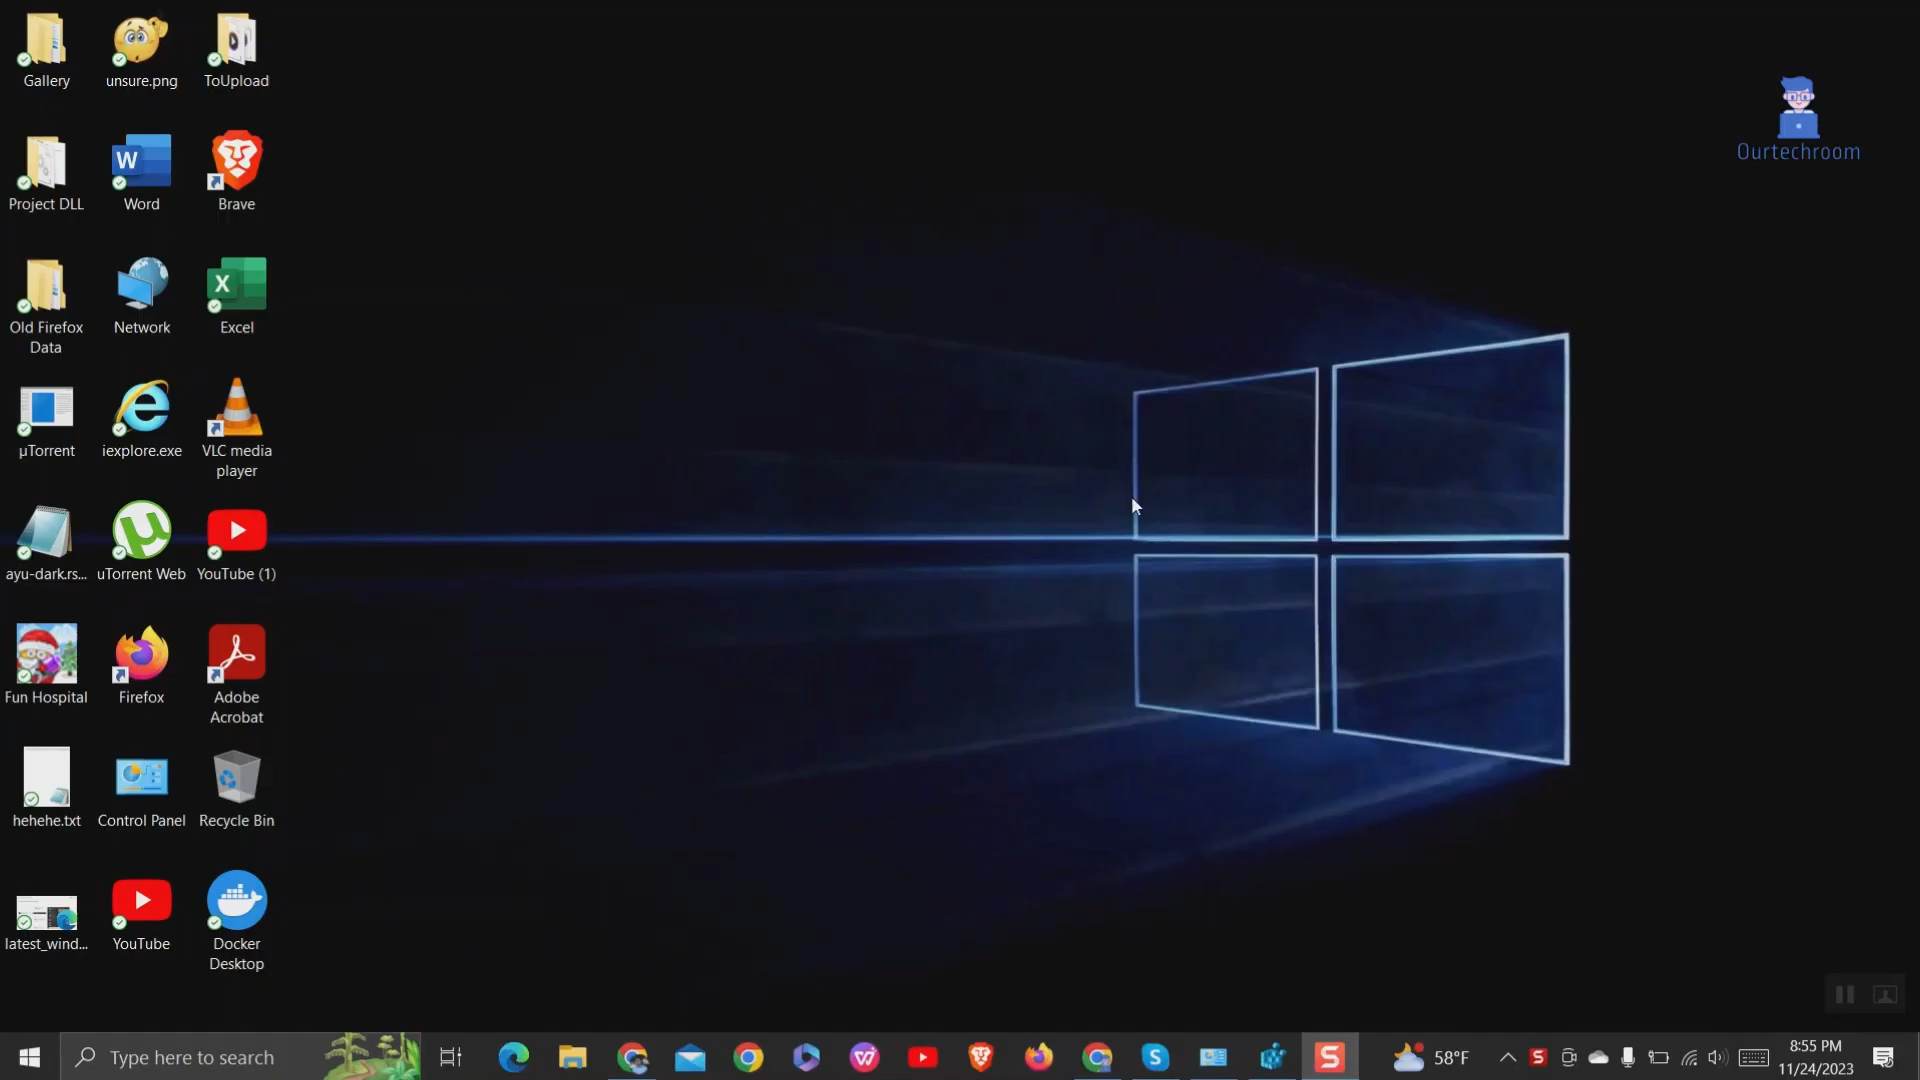 Gallery
unsure.png
ToUpload
Ourtechroom
Project DLL
W
Word
Brave
Old Firefox
Data
Network
X
Excel
µTorrent
iexplore.exe
VLC media
player
ayu-dark.rs...
µ
uTorrent Web
YouTube (1)
Fun Hospital
Firefox
Adobe
Acrobat
hehehe.txt
Control Panel
Recycle Bin
latest_wind...
YouTube
Docker
Desktop
Type here to search
S
S
58°F
S
8:55 PM
11/24/2023